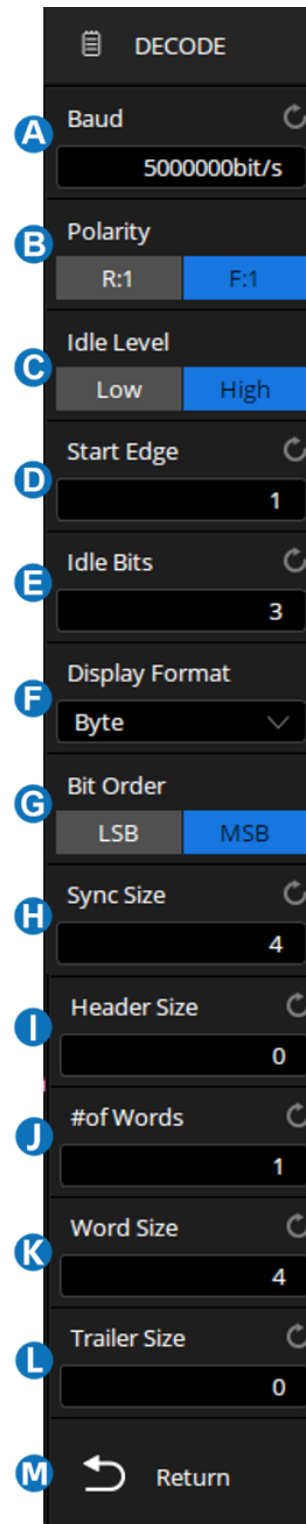 DECODE
A
Baud
5000000bit/s
B
Polarity
R:1 F:1
C
Idle Level
Low High
D
Start Edge
1
E
Idle Bits
3
F
Display Format
Byte
G
Bit Order
LSB MSB
H
Sync Size
4
I
Header Size
0
J
#of Words
1
K
Word Size
4
L
Trailer Size
0
M
Return